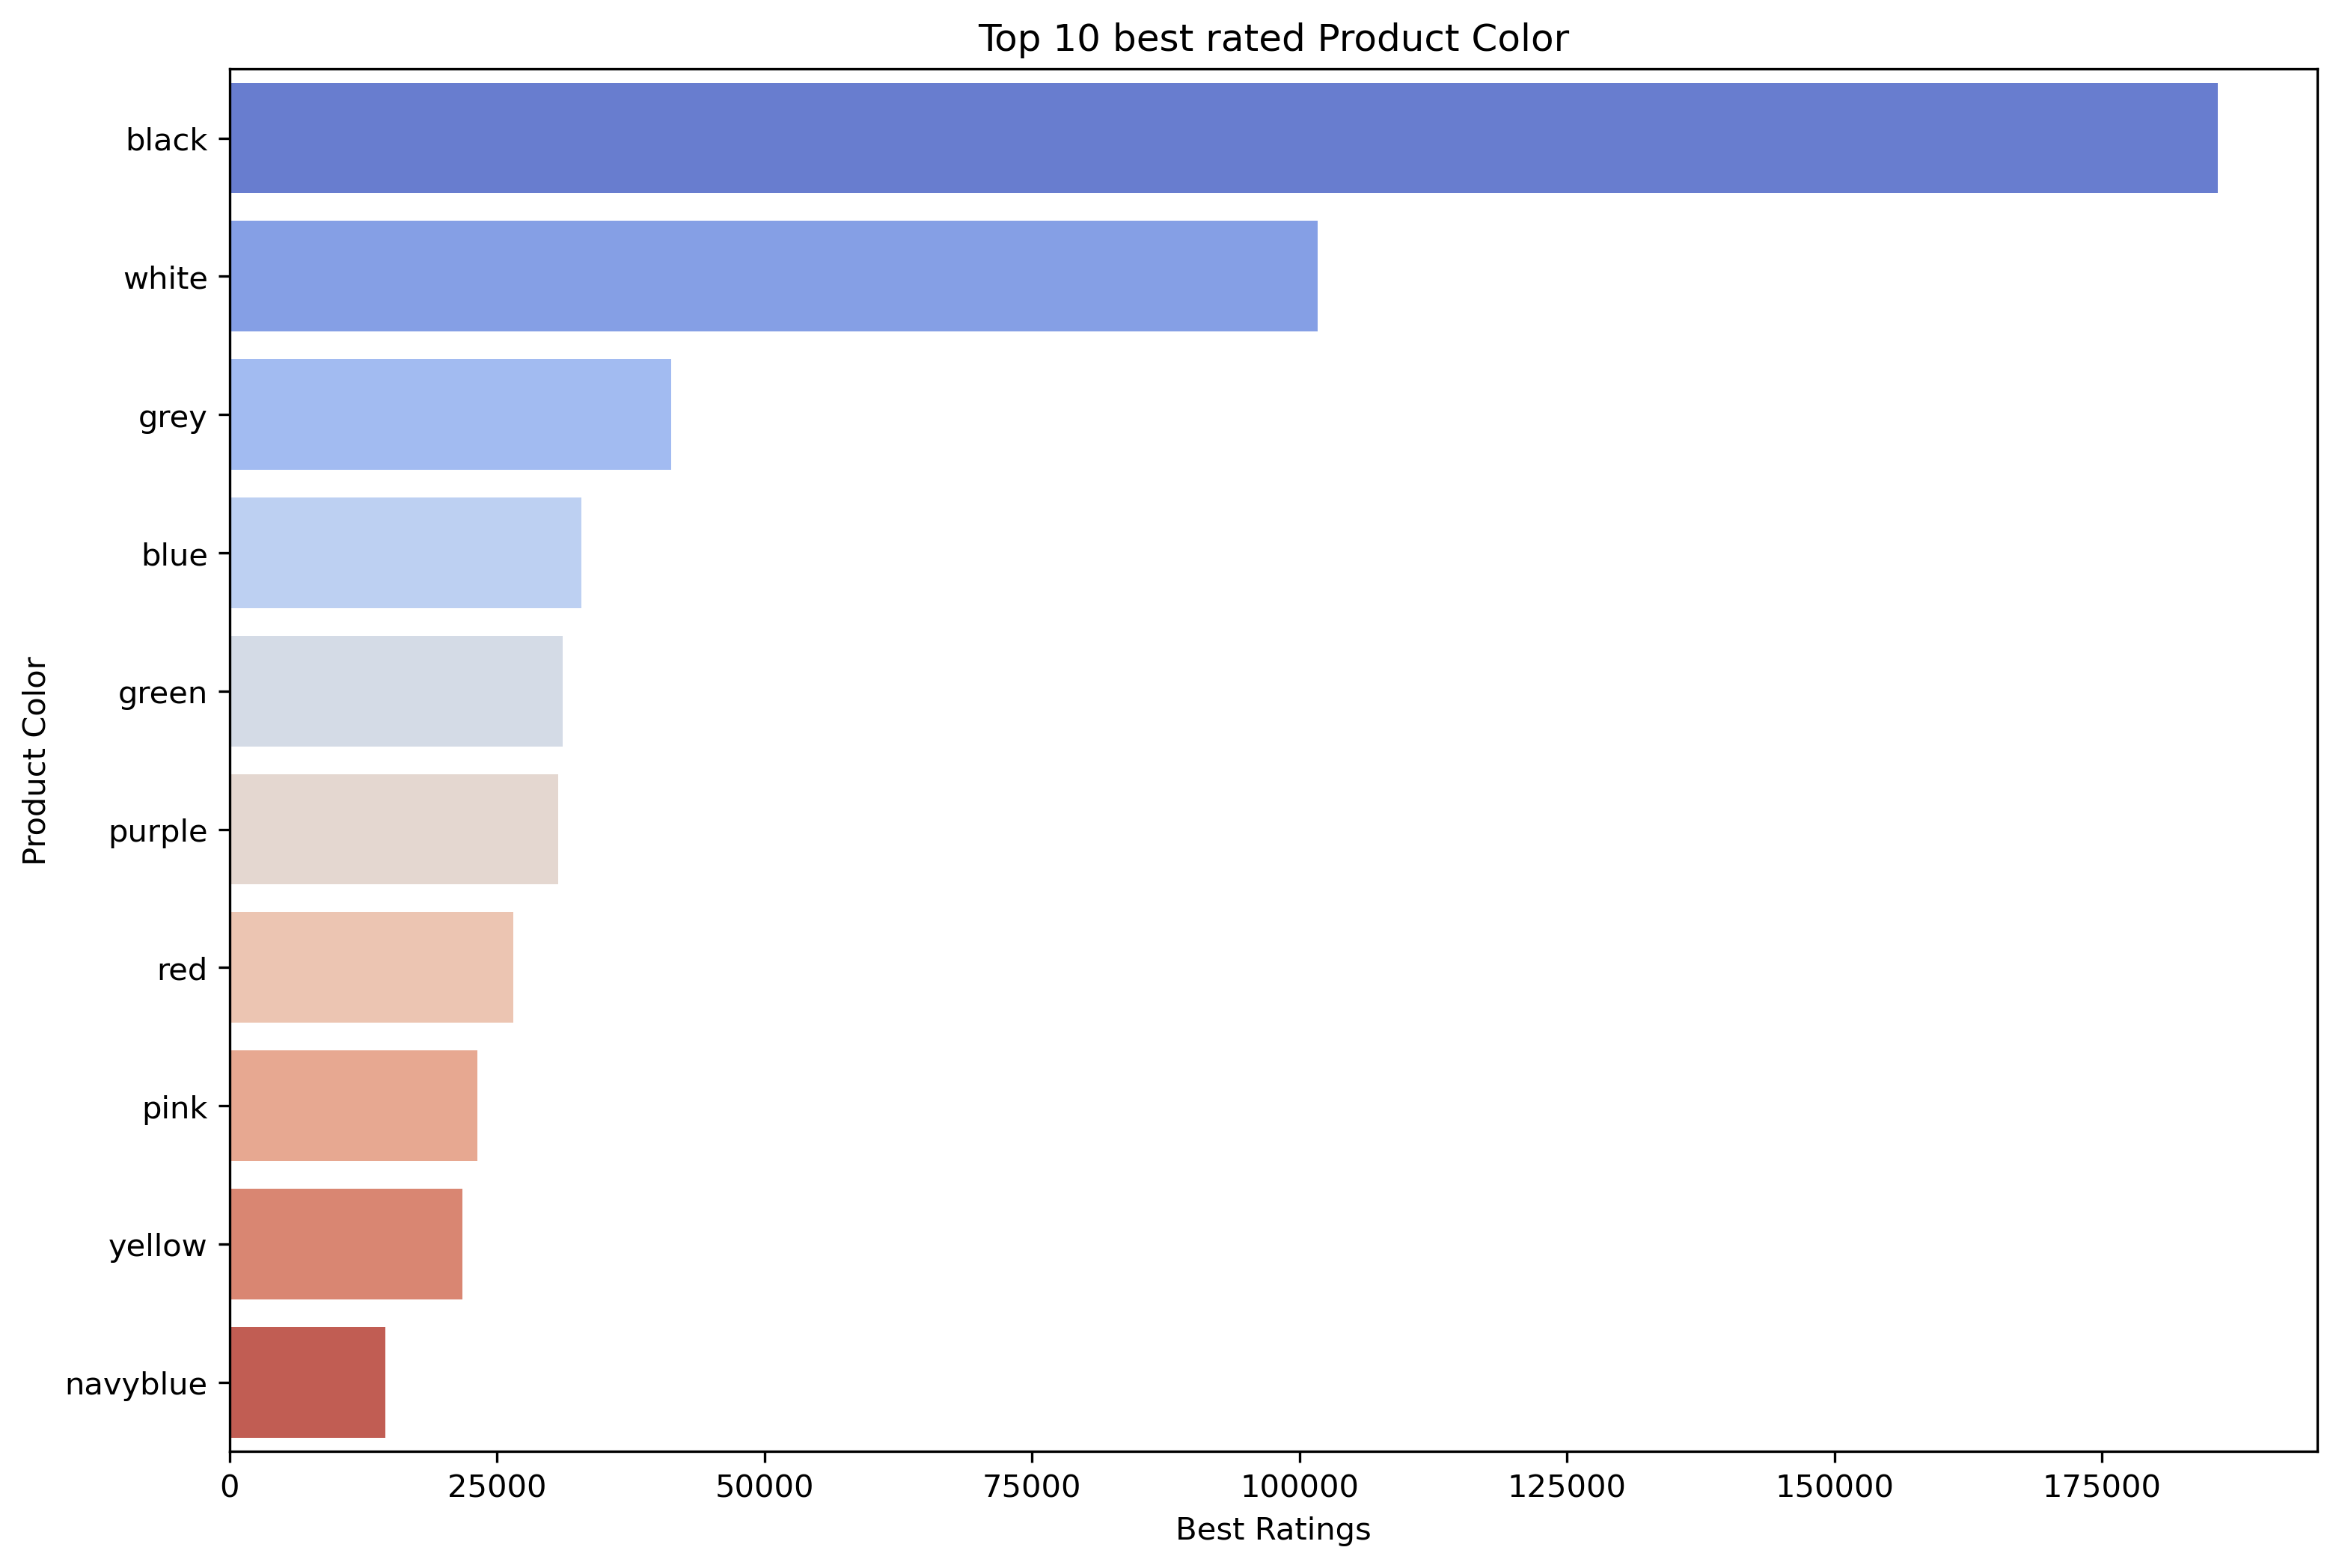 Top 10 best rated Product Color
Product Color
black
white
grey
blue
green
purple
red
pink
yellow
navyblue
0 25000 50000 75000 100000 125000 150000 175000
Best Ratings